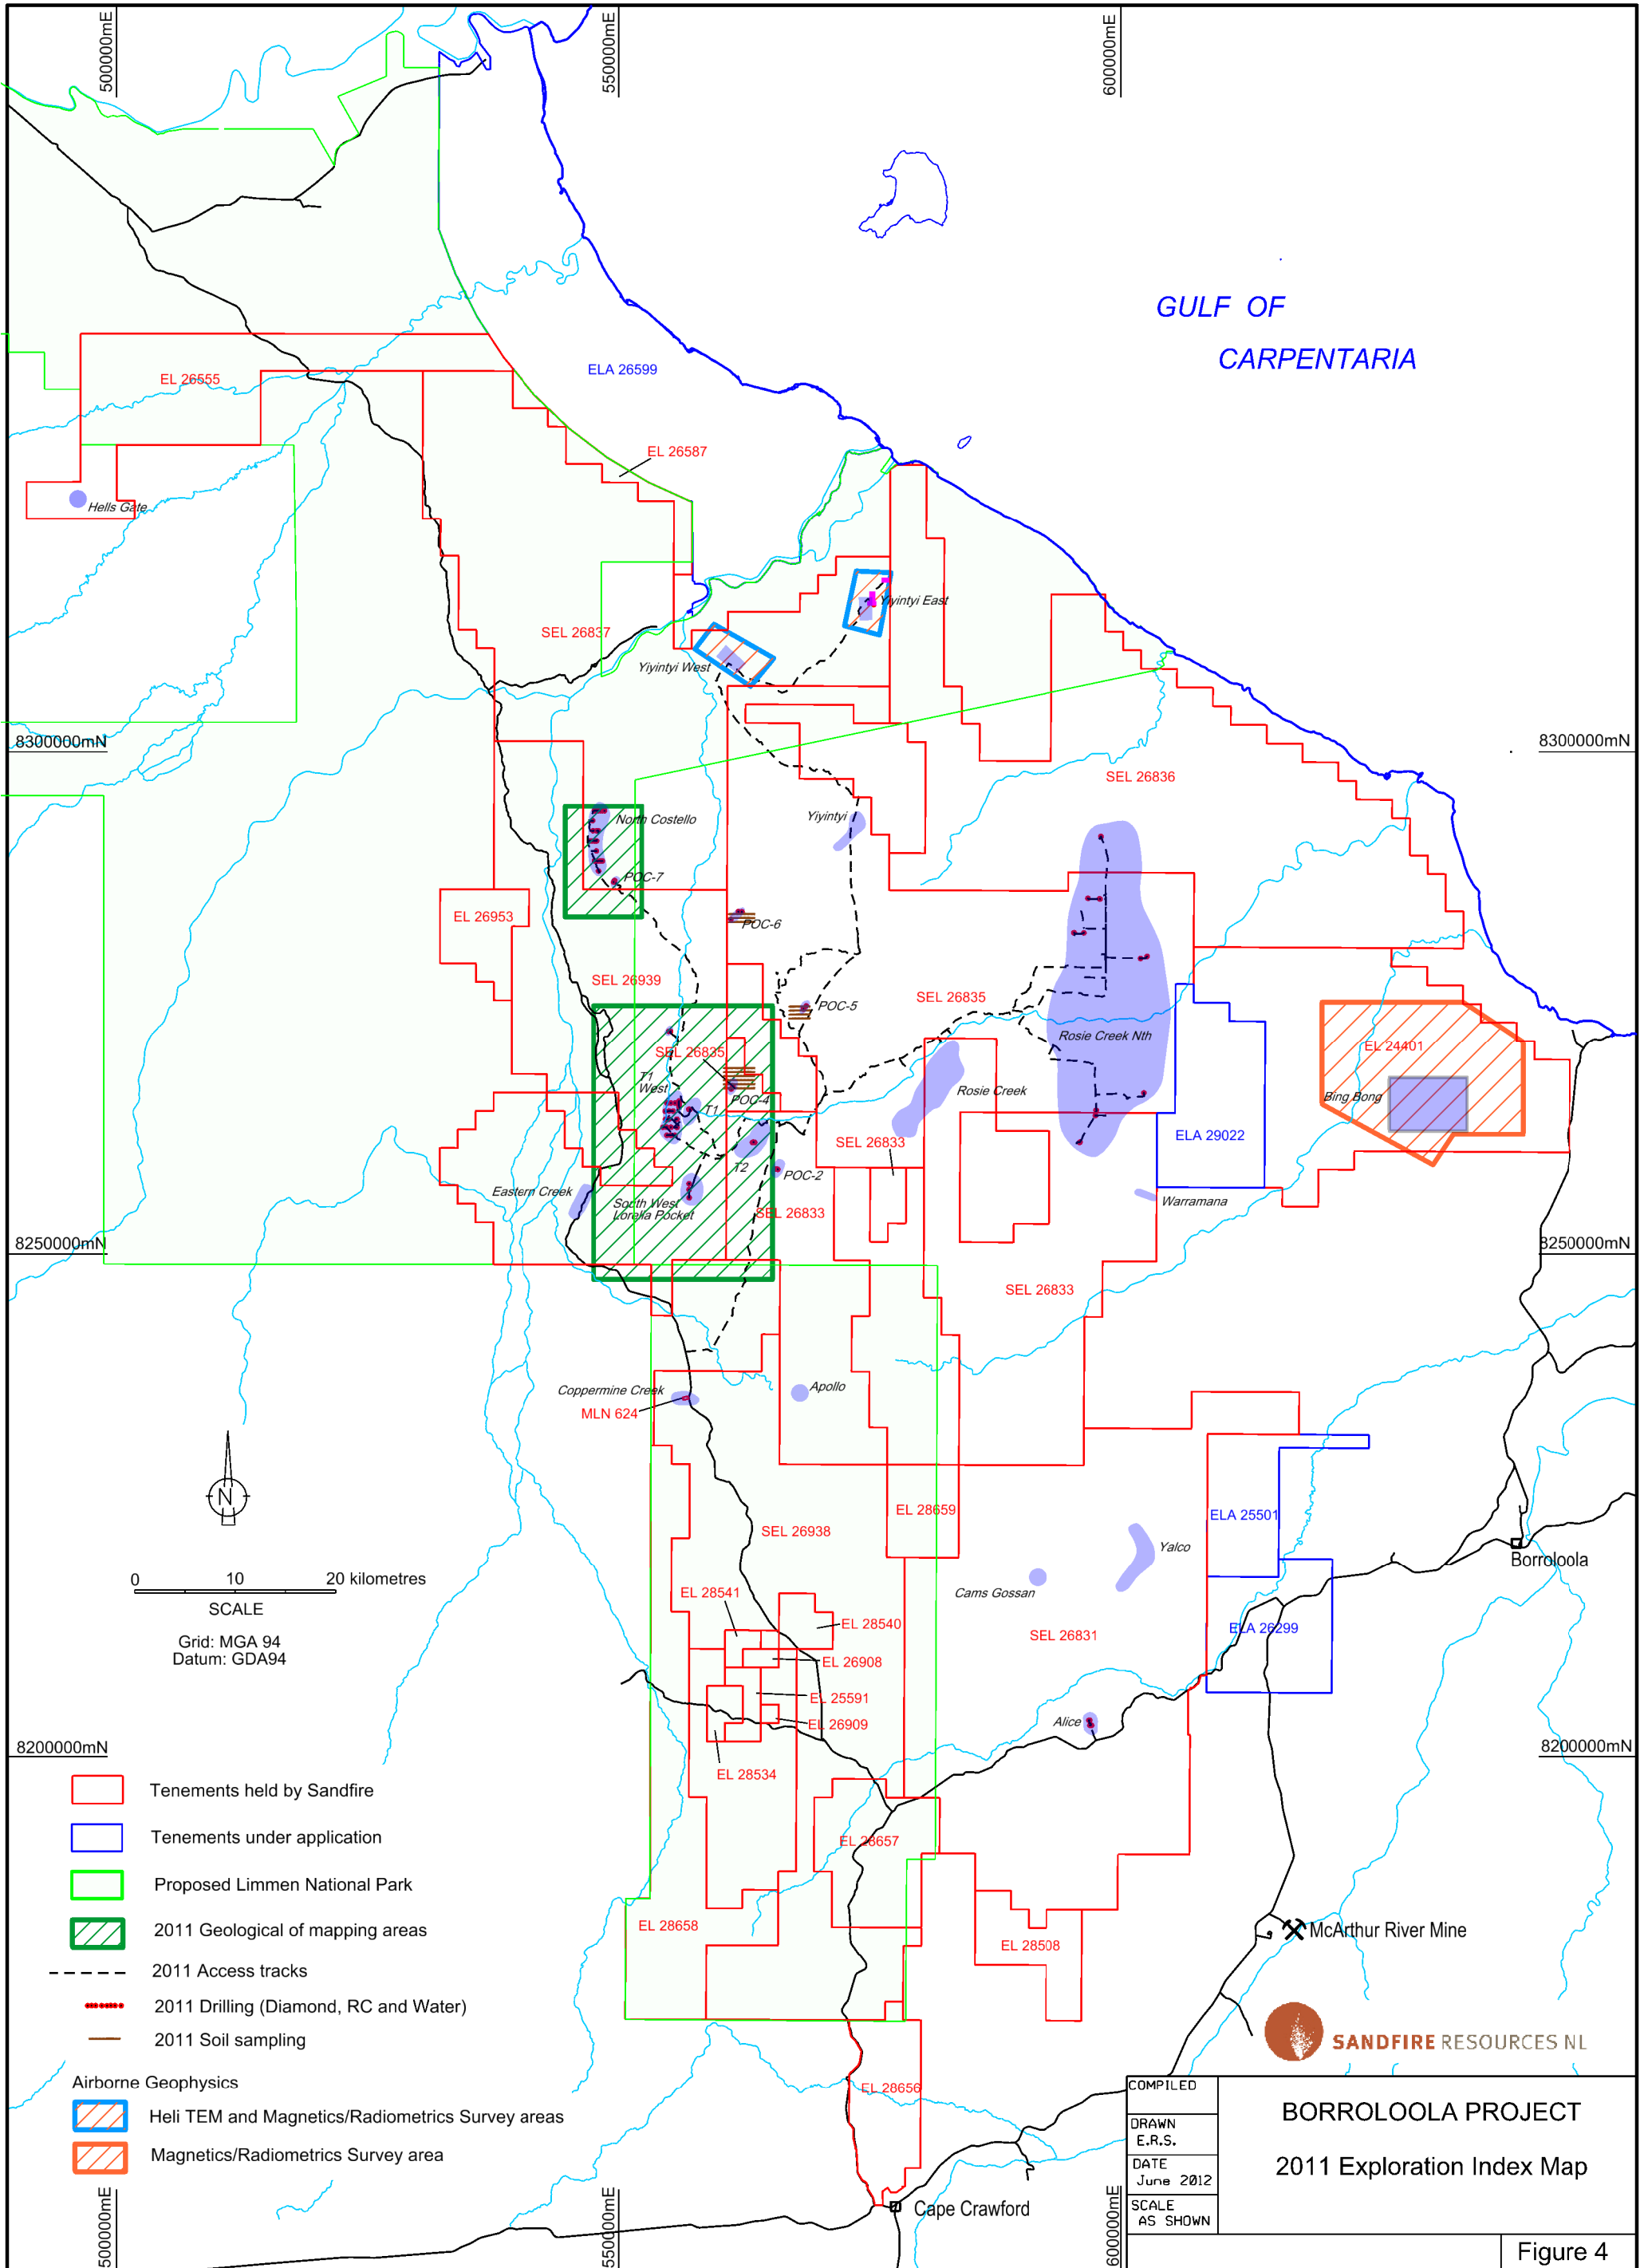 500000mE
550000mE
600000mE
GULF OF
CARPENTARIA
EL 26555
ELA 26599
EL 26587
Hells Gate
Yiyintyi East
SEL 26837
Yiyintyi West
8300000mN
8300000mN
SEL 26836
North Costello
Yiyintyi
POC-7
EL 26953
POC-6
SEL 26939
SEL 26835
POC-5
Rosie Creek Nth
EL 24401
SEL 26835
T1
West
POC-4
Rosie Creek
Bing Bong
T1
ELA 29022
SEL 26833
T2
POC-2
Eastern Creek
South West
Lorella Pocket
Warramana
SEL 26833
8250000mN
8250000mN
SEL 26833
Coppermine Creek
Apollo
MLN 624
N
EL 28659
ELA 25501
SEL 26938
Yalco
Borroloola
0 10 20 kilometres
SCALE
Cams Gossan
EL 28541
EL 28540
ELA 26299
SEL 26831
Grid: MGA 94
Datum: GDA94
EL 26908
EL 25591
EL 26909
Alice
8200000mN
8200000mN
EL 28534
Tenements held by Sandfire
Tenements under application
EL 28657
Proposed Limmen National Park
2011 Geological of mapping areas
EL 28658
McArthur River Mine
EL 28508
2011 Access tracks
2011 Drilling (Diamond, RC and Water)
2011 Soil sampling
SANDFIRE RESOURCES NL
Airborne Geophysics
EL 28656
Heli TEM and Magnetics/Radiometrics Survey areas
Magnetics/Radiometrics Survey area
COMPILED
DRAWN
E.R.S.
DATE
June 2012
SCALE
AS SHOWN
BORROLOOLA PROJECT
2011 Exploration Index Map
Cape Crawford
500000mE
550000mE
600000mE
Figure 4